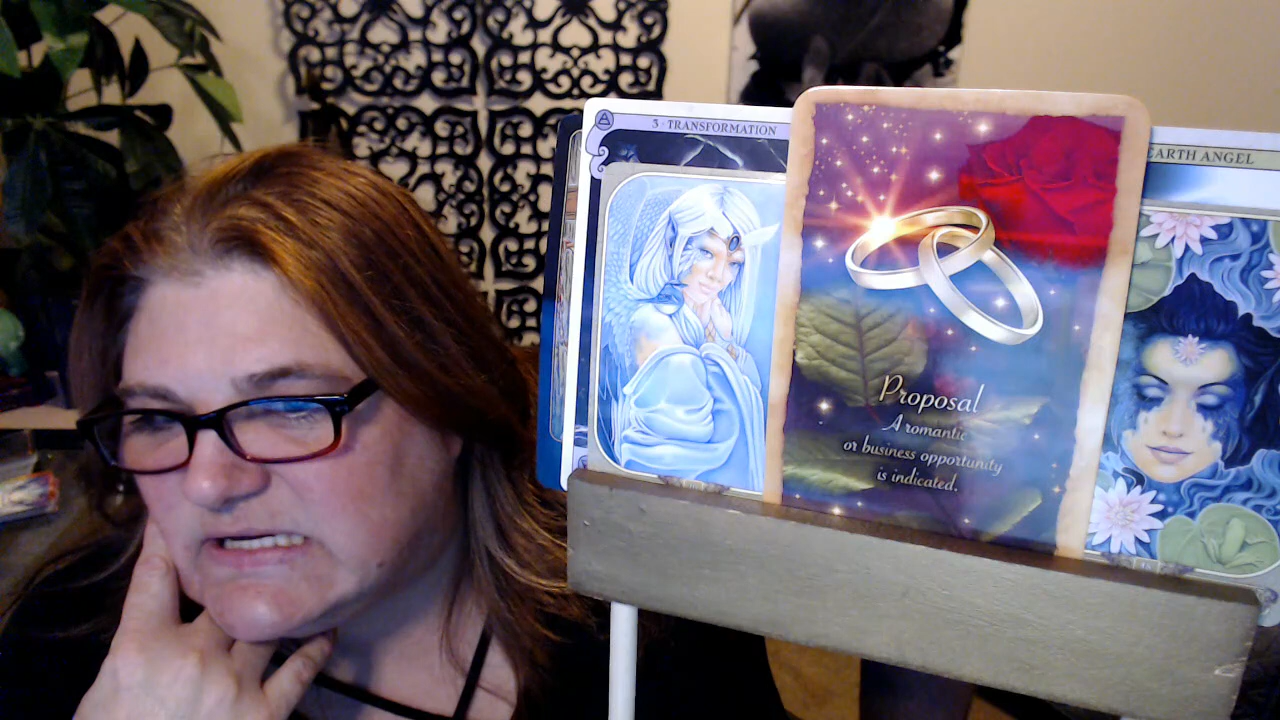 3 - TRANSFORMATION
EARTH ANGEL
Proposal
A romantic
or business opportunity
is indicated.